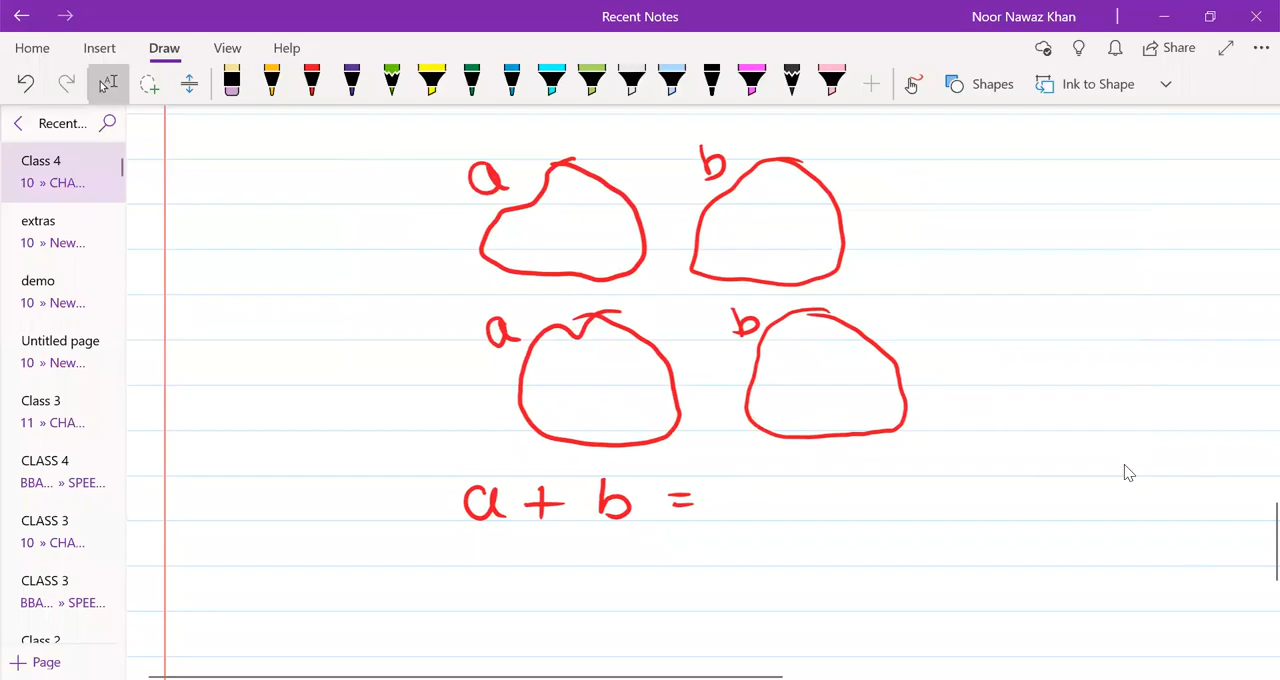 Recent Notes
Noor Nawaz Khan
Home Insert Draw View Help
Share
Shapes
Ink to Shape
Recent...
Class 4
10 » CHA...
extras
10 » New...
demo
10 » New...
Untitled page
10 » New...
Class 3
11 » CHA...
CLASS 4
BBA... » SPEE...
CLASS 3
10 » CHA...
CLASS 3
BBA... » SPEE...
Class 2
+ Page
a b
a b
a + b =